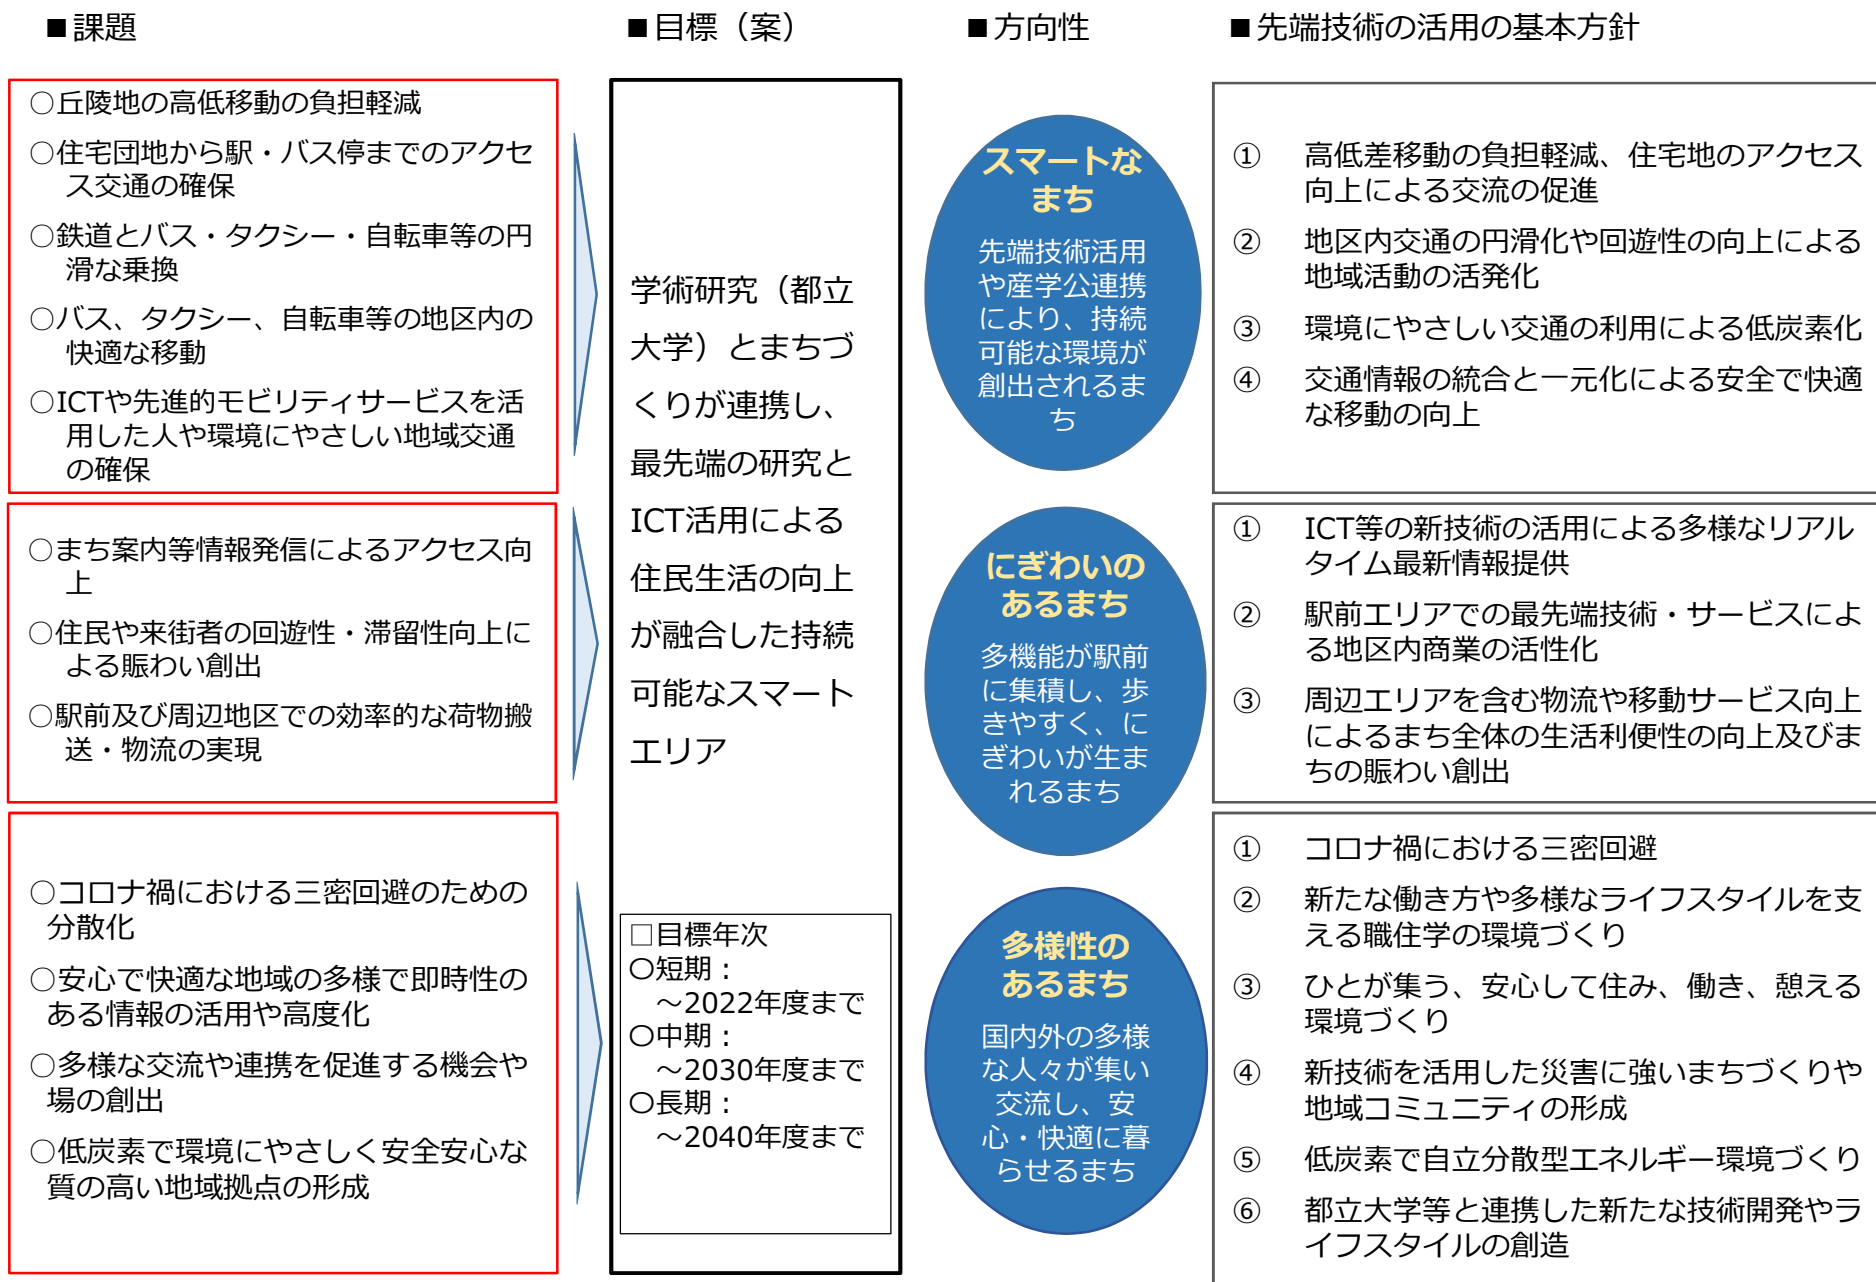 ■課題
○丘陵地の高低移動の負担軽減
○住宅団地から駅・バス停までのアクセ
ス交通の確保
○鉄道とバス・タクシー・自転車等の円
滑な乗換
○バス、タクシー、自転車等の地区内の
快適な移動
○ICTや先進的モビリティサービスを活
用した人や環境にやさしい地域交通
の確保
○まち案内等情報発信によるアクセス向
上
○住民や来街者の回遊性・滞留性向上に
よる賑わい創出
○駅前及び周辺地区での効率的な荷物搬
送・物流の実現
○コロナ禍における三密回避のための
分散化
○安心で快適な地域の多様で即時性の
ある情報の活用や高度化
○多様な交流や連携を促進する機会や
場の創出
○低炭素で環境にやさしく安全安心な
質の高い地域拠点の形成
■目標（案）
学術研究（都立
大学）とまちづ
くりが連携し、
最先端の研究と
ICT活用による
住民生活の向上
が融合した持続
可能なスマート
エリア
□目標年次
〇短期：
～2022年度まで
〇中期：
～2030年度まで
〇長期：
～2040年度まで
■方向性
スマートな
まち
先端技術活用
や産学公連携
により、持続
可能な環境が
創出されるま
ち
にぎわいの
あるまち
多機能が駅前
に集積し、歩
きやすく、に
ぎわいが生ま
れるまち
多様性の
あるまち
国内外の多様
な人々が集い
交流し、安
心・快適に暮
らせるまち
■先端技術の活用の基本方針
① 高低差移動の負担軽減、住宅地のアクセス
向上による交流の促進
② 地区内交通の円滑化や回遊性の向上による
地域活動の活発化
③ 環境にやさしい交通の利用による低炭素化
④ 交通情報の統合と一元化による安全で快適
な移動の向上
① ICT等の新技術の活用による多様なリアル
タイム最新情報提供
② 駅前エリアでの最先端技術・サービスによ
る地区内商業の活性化
③ 周辺エリアを含む物流や移動サービス向上
によるまち全体の生活利便性の向上及びま
ちの賑わい創出
① コロナ禍における三密回避
② 新たな働き方や多様なライフスタイルを支
える職住学の環境づくり
③ ひとが集う、安心して住み、働き、憩える
環境づくり
④ 新技術を活用した災害に強いまちづくりや
地域コミュニティの形成
⑤ 低炭素で自立分散型エネルギー環境づくり
⑥ 都立大学等と連携した新たな技術開発やラ
イフスタイルの創造